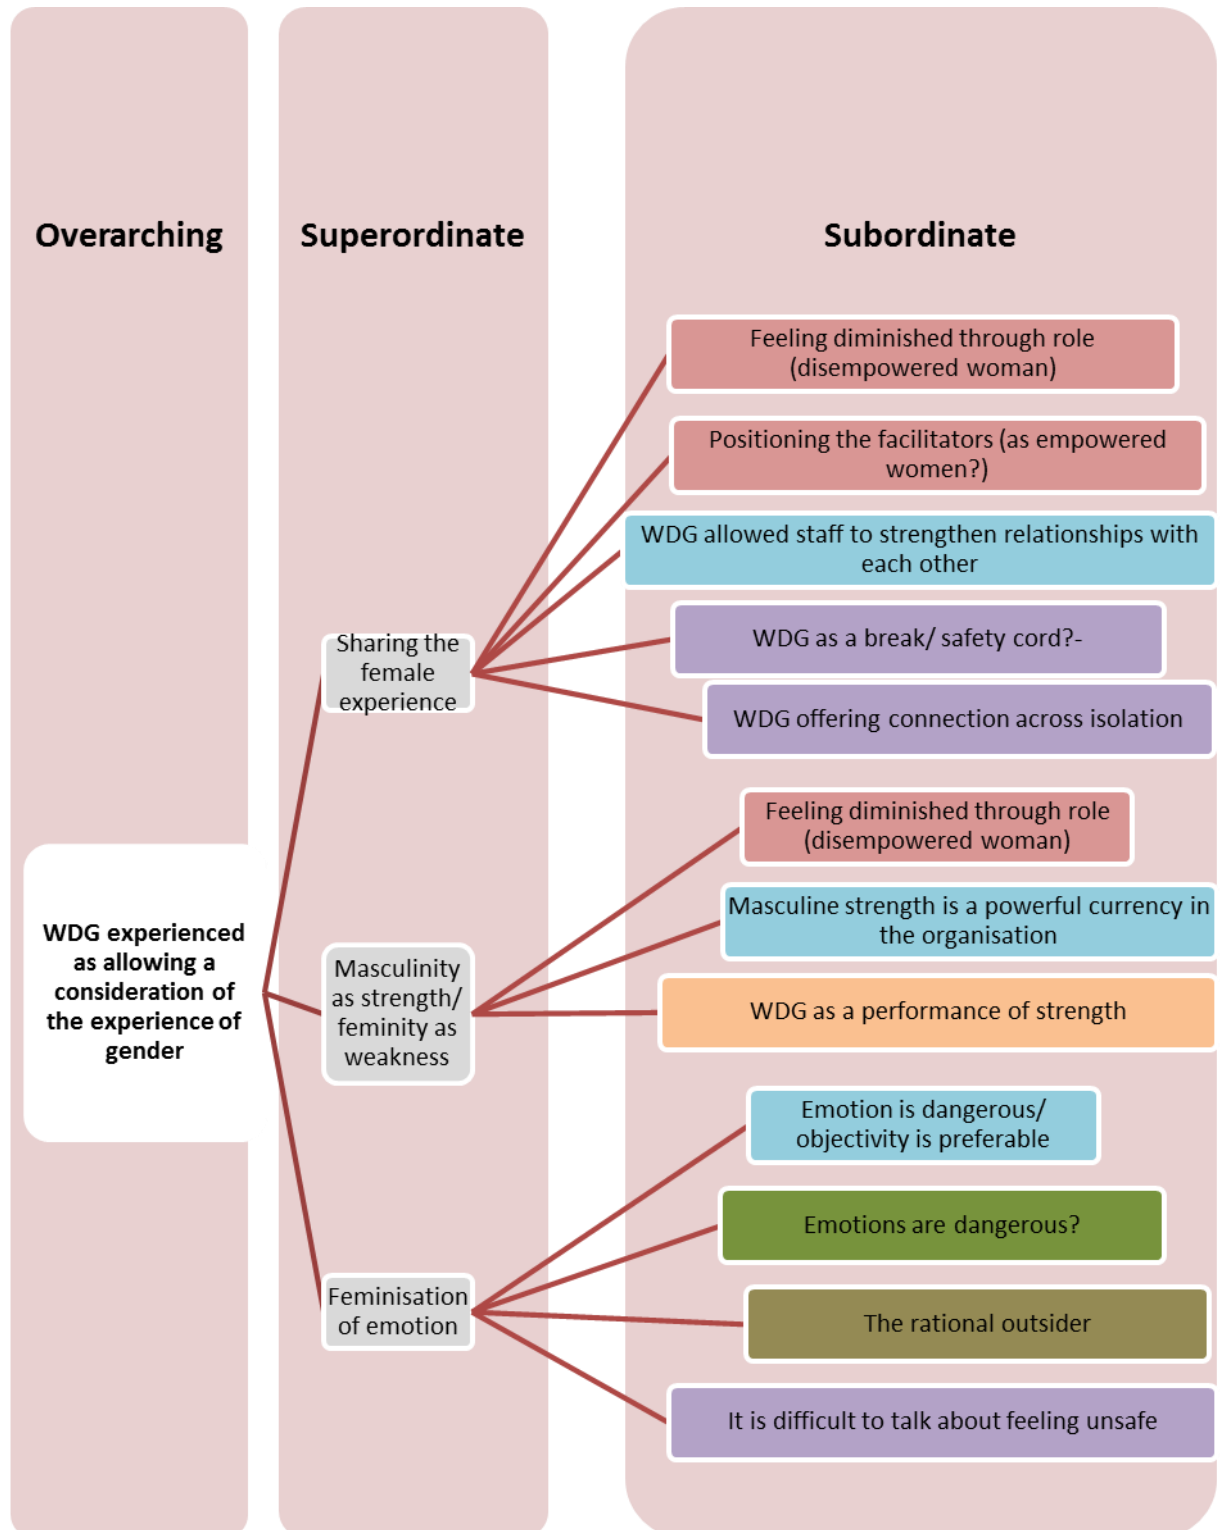 Overarching
Superordinate
Subordinate
WDG experienced
as allowing a
consideration of
the experience of
gender
Sharing the
female
experience
Feeling diminished through role
(disempowered woman)
Positioning the facilitators (as empowered
women?)
WDG allowed staff to strengthen relationships with
each other
WDG as a break/ safety cord?-
WDG offering connection across isolation
Masculinity
as strength/
feminity as
weakness
Feeling diminished through role
(disempowered woman)
Masculine strength is a powerful currency in
the organisation
WDG as a performance of strength
Feminisation
of emotion
Emotion is dangerous/
objectivity is preferable
Emotions are dangerous?
The rational outsider
It is difficult to talk about feeling unsafe